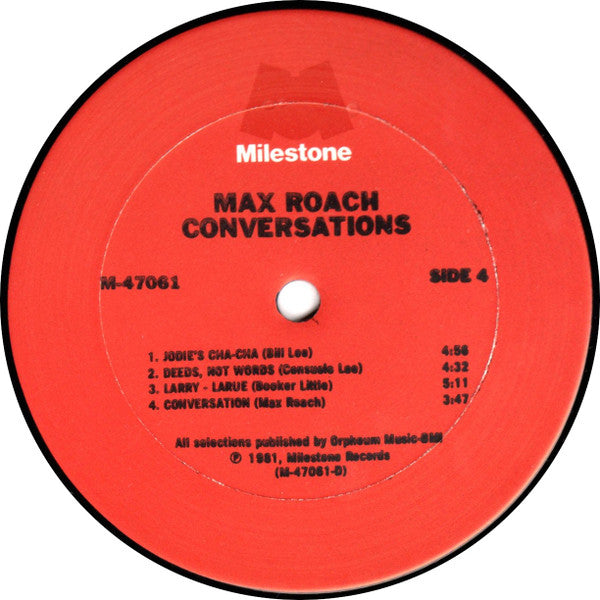 Milestone
MAX ROACH
CONVERSATIONS
M-47061 SIDE 4
1. JODIE'S CHA-CHA (Bill Lee) 4:56
2. DEEDS, NOT WORDS (Consuela Lee) 4:32
3. LARRY - LARUE (Booker Little) 5:11
4. CONVERSATION (Max Roach) 3:47
All selections published by Orpheum Music-BMI
℗ 1981, Milestone Records
(M-47061-D)